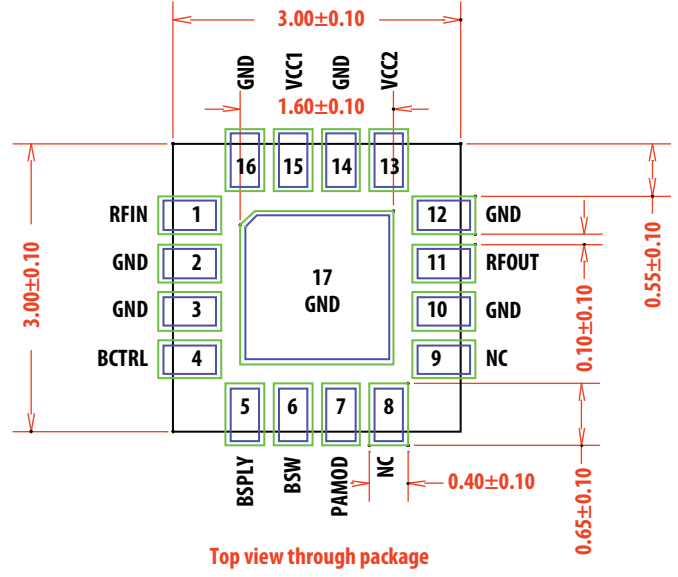 3.00±0.10
GND
VCC1
GND
VCC2
1.60±0.10
16
15
14
13
RFIN
1
12
GND
GND
2
11
RFOUT
GND
3
10
GND
BCTRL
4
9
NC
17
GND
3.00±0.10
0.55±0.10
0.10±0.10
5
6
7
8
BSPLY
BSW
PAMOD
NC
0.40±0.10
0.65±0.10
Top view through package